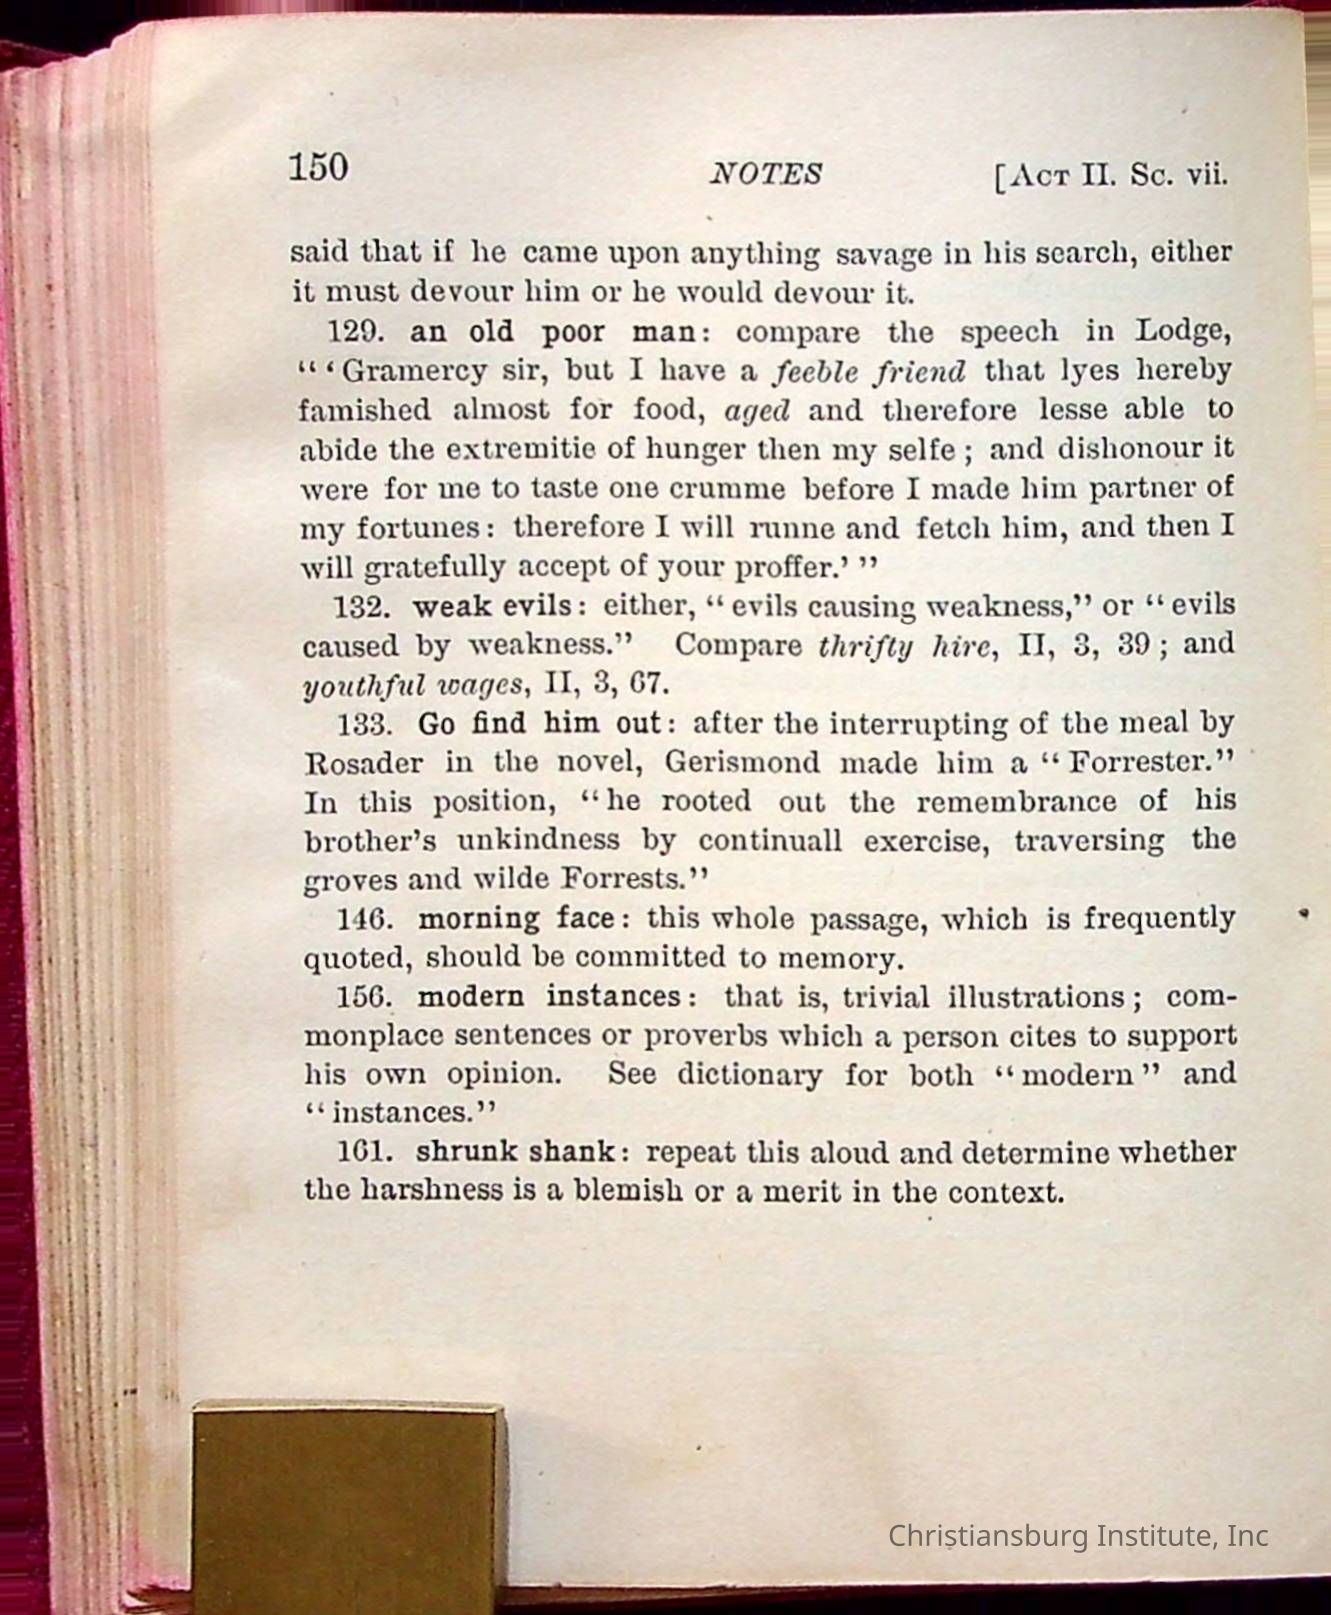 150 NOTES [ACT II. Sc. vii.
said that if he came upon anything savage in his search, either
it must devour him or he would devour it.
129. an old poor man: compare the speech in Lodge,
“‘Gramercy sir, but I have a feeble friend that lyes hereby
famished almost for food, aged and therefore lesse able to
abide the extremitie of hunger then my selfe; and dishonour it
were for me to taste one crumme before I made him partner of
my fortunes: therefore I will runne and fetch him, and then I
will gratefully accept of your proffer.’”
132. weak evils: either, “evils causing weakness,” or “evils
caused by weakness.” Compare thrifty hire, II, 3, 39; and
youthful wages, II, 3, 67.
133. Go find him out: after the interrupting of the meal by
Rosader in the novel, Gerismond made him a “Forrester.”
In this position, “he rooted out the remembrance of his
brother’s unkindness by continuall exercise, traversing the
groves and wilde Forrests.”
146. morning face: this whole passage, which is frequently
quoted, should be committed to memory.
156. modern instances: that is, trivial illustrations; com-
monplace sentences or proverbs which a person cites to support
his own opinion. See dictionary for both “modern” and
“instances.”
161. shrunk shank: repeat this aloud and determine whether
the harshness is a blemish or a merit in the context.
Christiansburg Institute, Inc